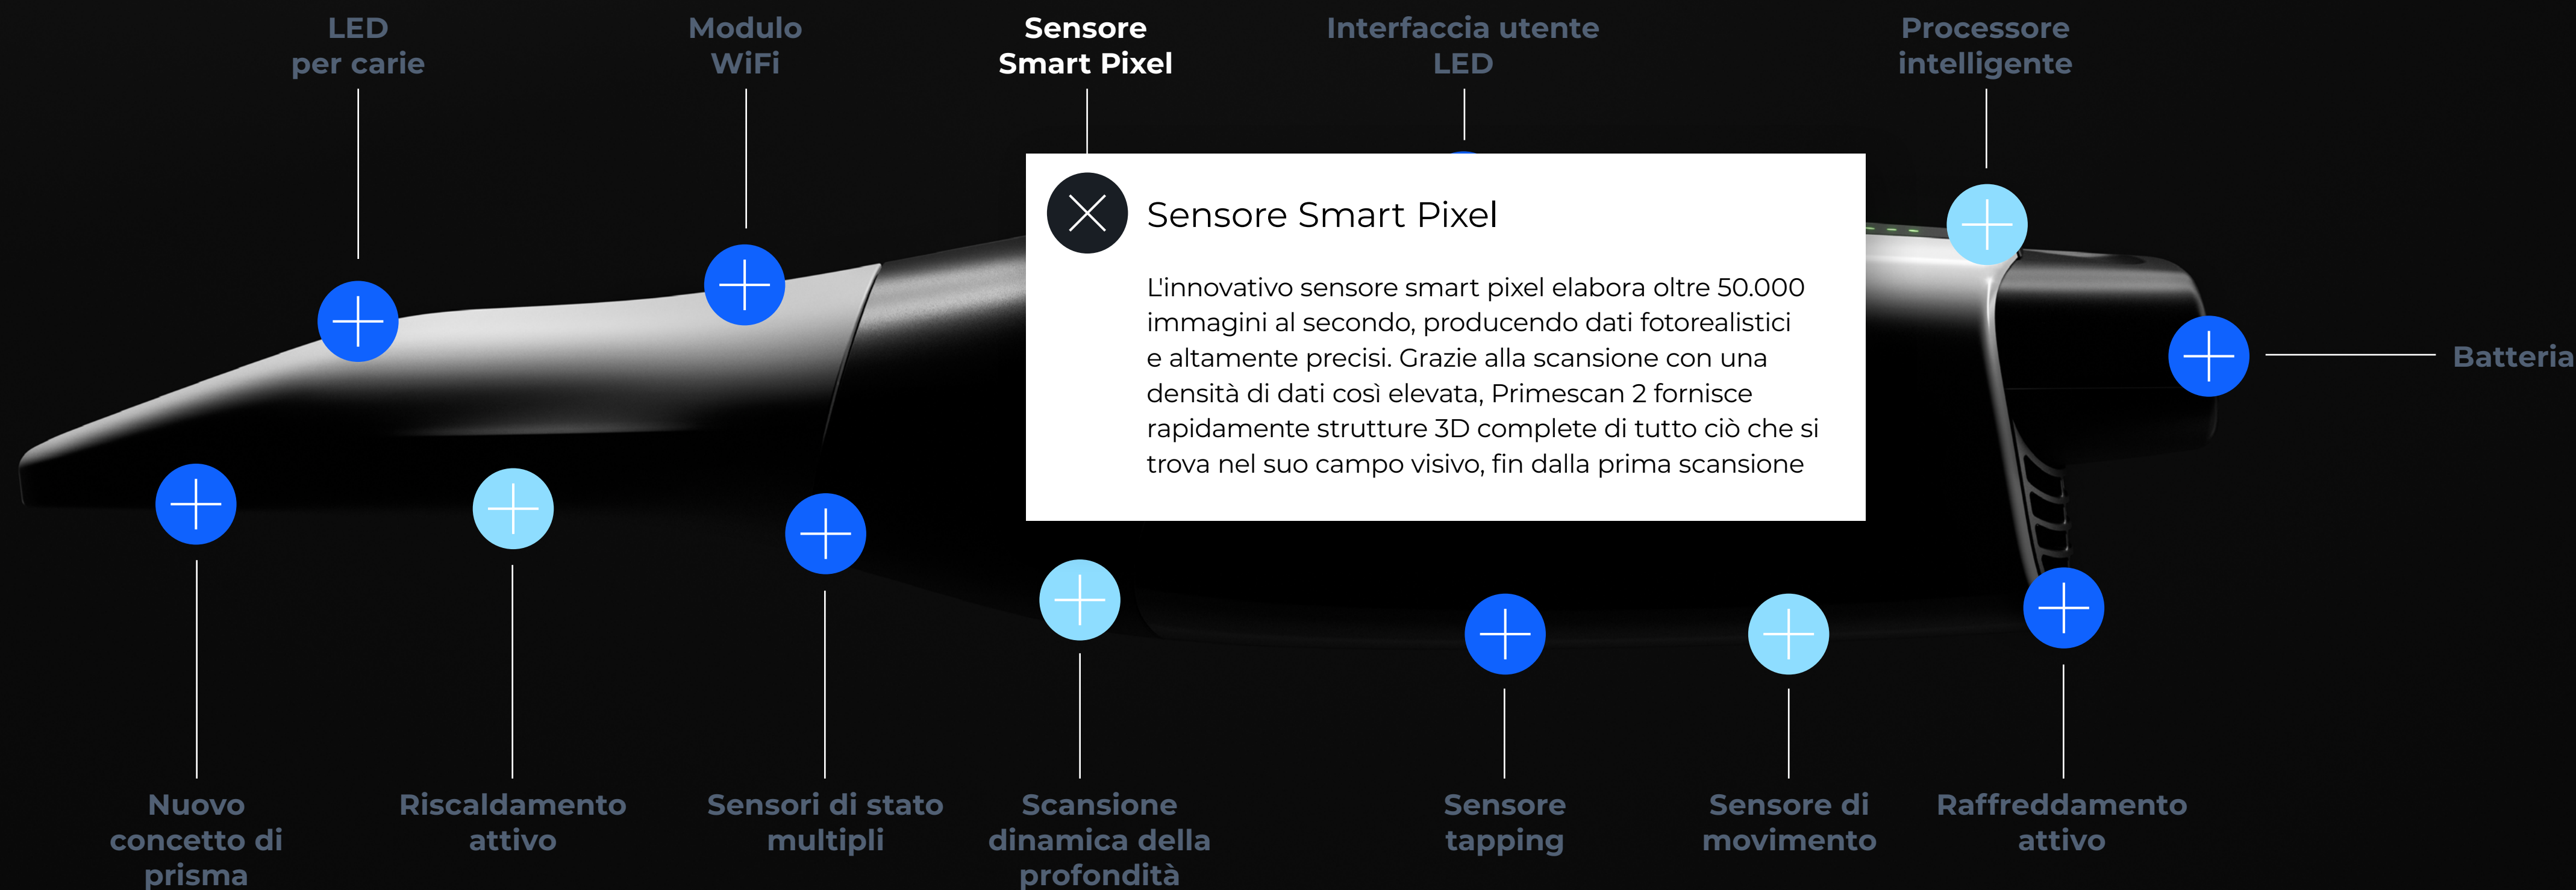 LED
per carie
Modulo
WiFi
Sensore
Smart Pixel
Interfaccia utente
LED
Processore
intelligente
Sensore Smart Pixel
L'innovativo sensore smart pixel elabora oltre 50.000
immagini al secondo, producendo dati fotorealistici
e altamente precisi. Grazie alla scansione con una
densità di dati così elevata, Primescan 2 fornisce
rapidamente strutture 3D complete di tutto ciò che si
trova nel suo campo visivo, fin dalla prima scansione
Batteria
Nuovo
concetto di
prisma
Riscaldamento
attivo
Sensori di stato
multipli
Scansione
dinamica della
profondità
Sensore
tapping
Sensore di
movimento
Raffreddamento
attivo